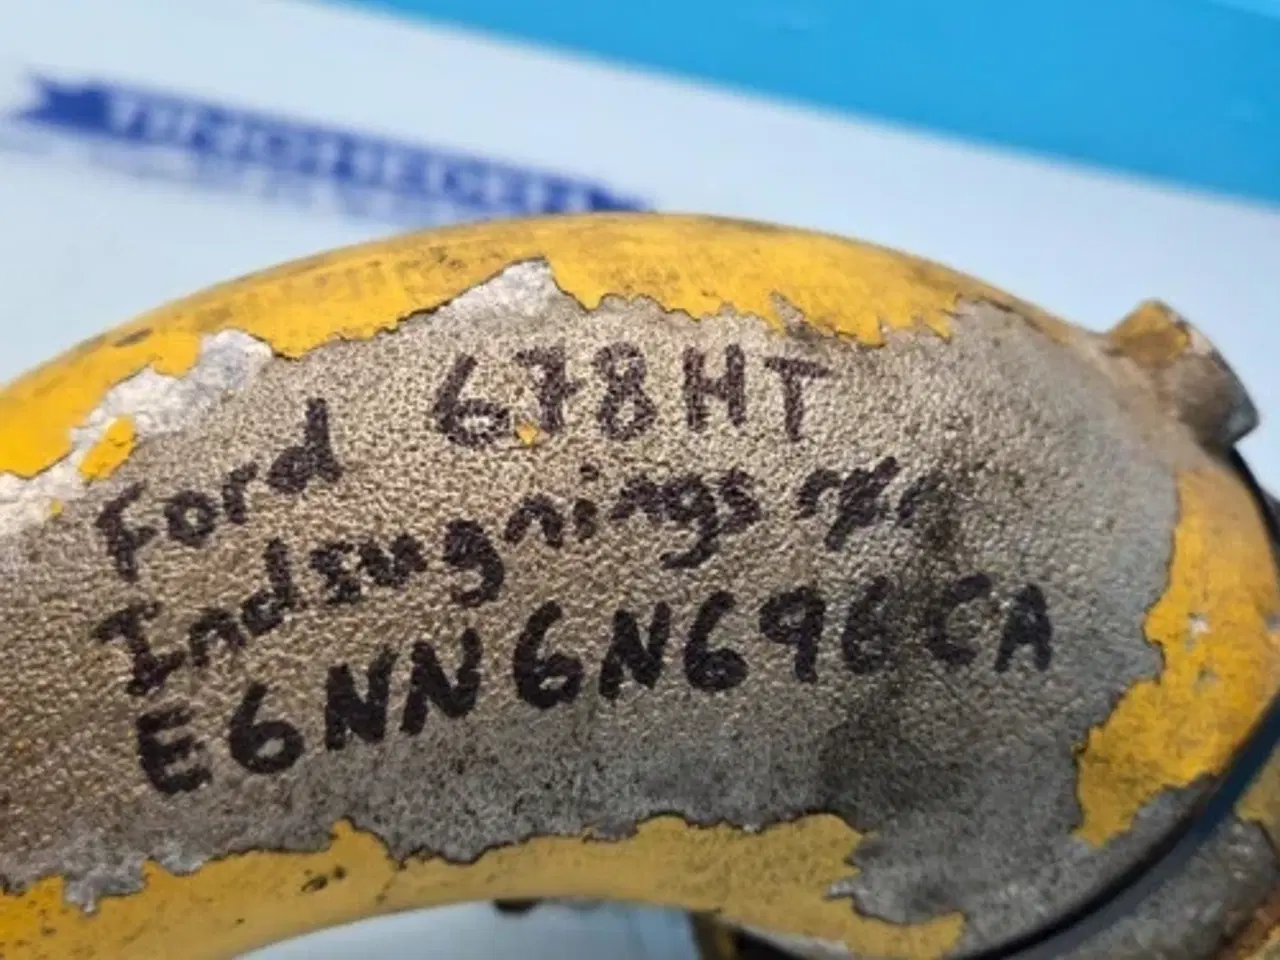 Ford 678HT
Indsugnings rør
E6NN6N696CA